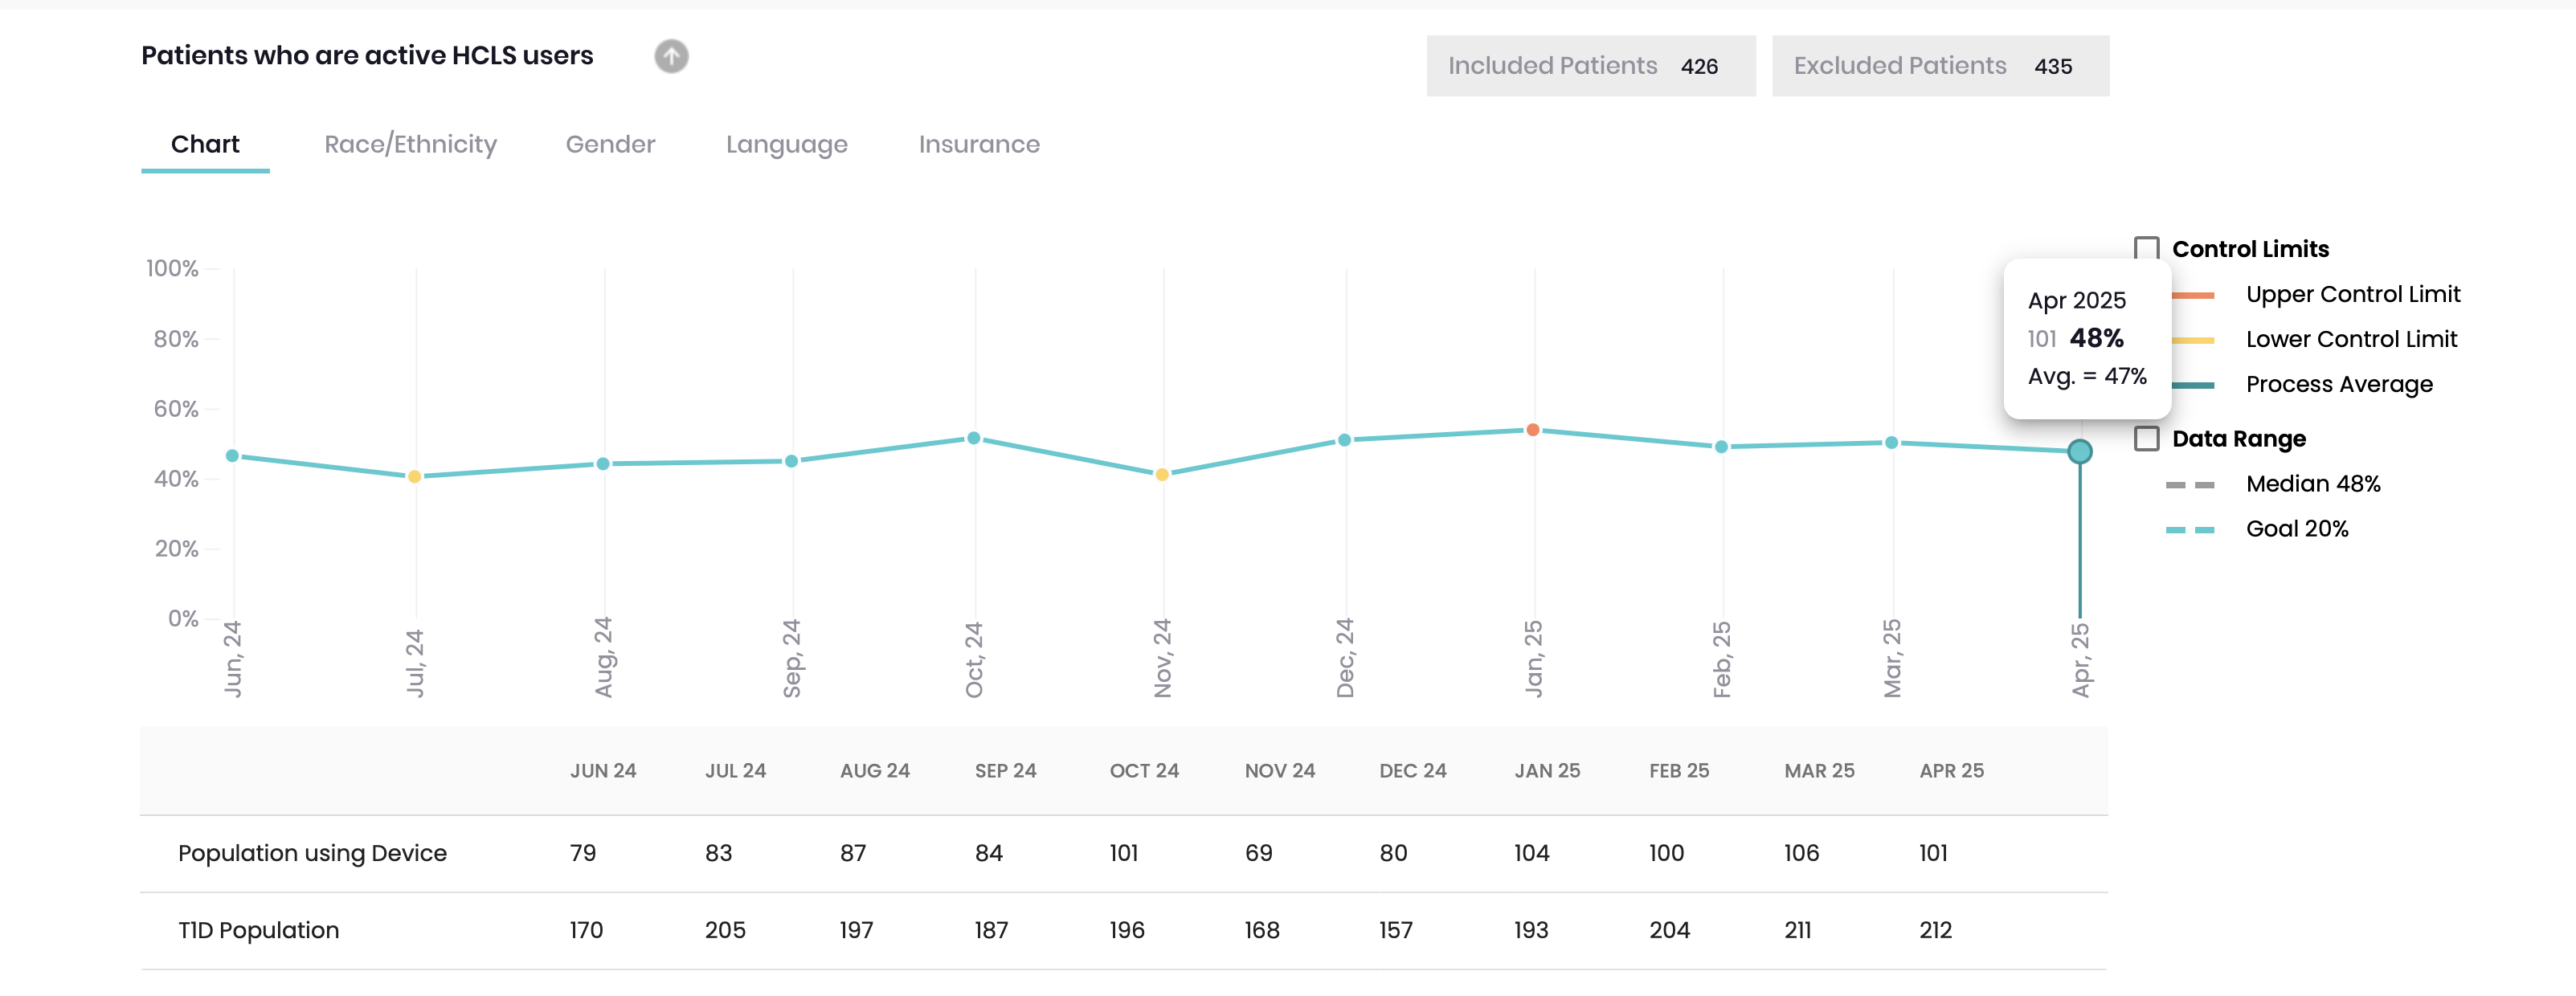 Patients who are active HCLS users
Included Patients 426
Excluded Patients 435
Chart Race/Ethnicity Gender Language Insurance
100%
80%
60%
40%
20%
0%
Apr 2025
101 48%
Avg. = 47%
Control Limits
Upper Control Limit
Lower Control Limit
Process Average
Data Range
Median 48%
Goal 20%
Jun, 24
Jul, 24
Aug, 24
Sep, 24
Oct, 24
Nov, 24
Dec, 24
Jan, 25
Feb, 25
Mar, 25
Apr, 25
JUN 24 JUL 24 AUG 24 SEP 24 OCT 24 NOV 24 DEC 24 JAN 25 FEB 25 MAR 25 APR 25
Population using Device 79 83 87 84 101 69 80 104 100 106 101
T1D Population 170 205 197 187 196 168 157 193 204 211 212